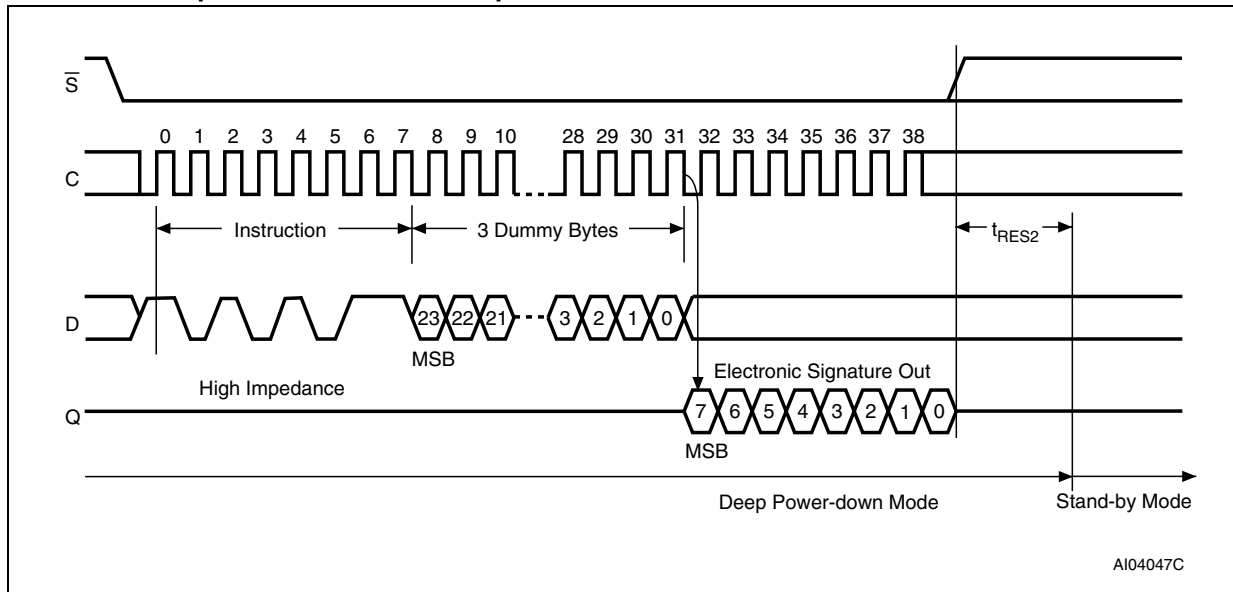 S
0 1 2 3 4 5 6 7 8 9 10 28 29 30 31 32 33 34 35 36 37 38
C
Instruction 3 Dummy Bytes tRES2
D 23 22 21 3 2 1 0
MSB
High Impedance Electronic Signature Out
Q 7 6 5 4 3 2 1 0
MSB
Deep Power-down Mode Stand-by Mode
AI04047C